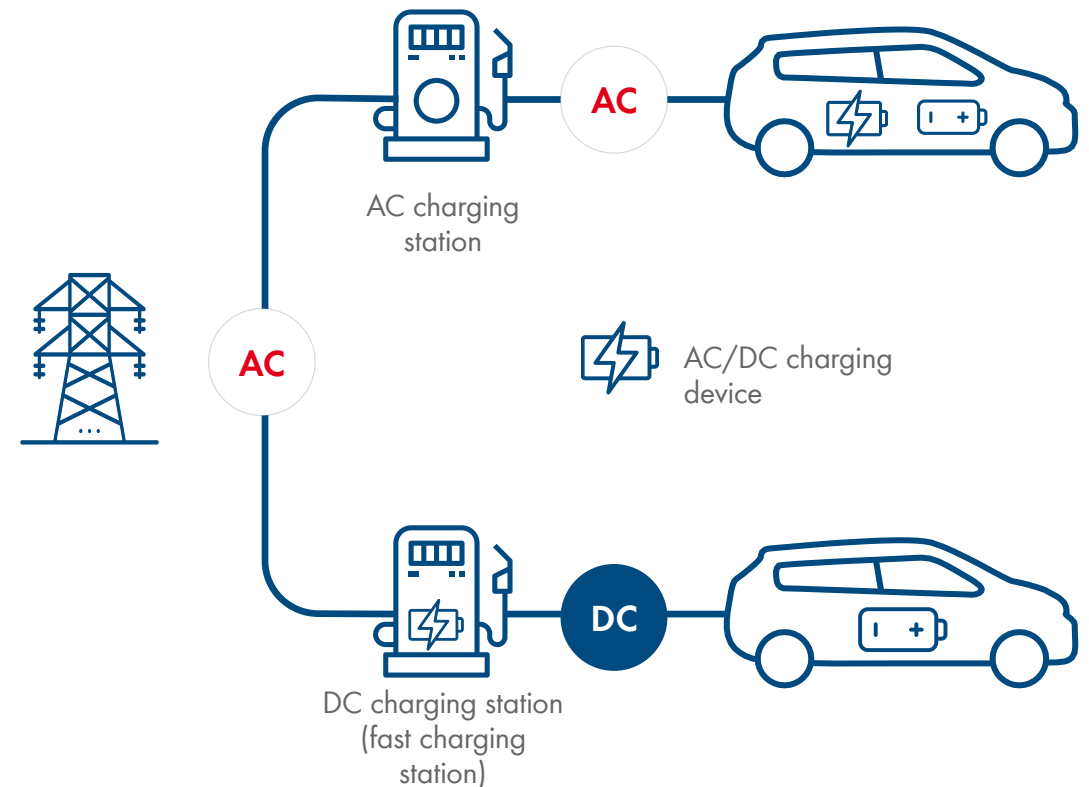 AC
AC charging
station
AC
AC/DC charging
device
DC
DC charging station
(fast charging
station)